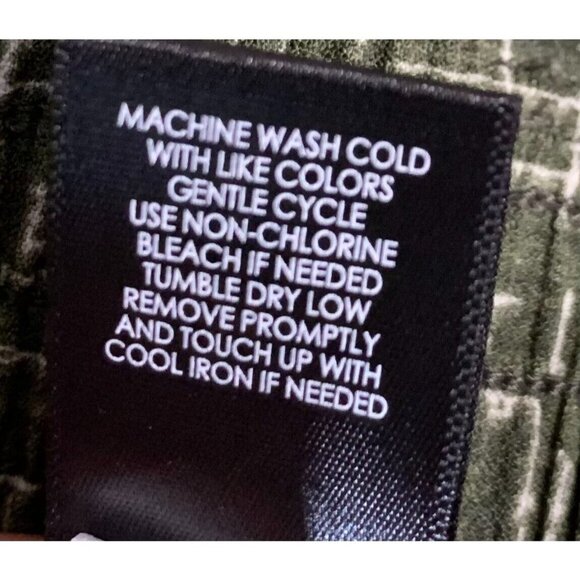 MACHINE WASH COLD
WITH LIKE COLORS
GENTLE CYCLE
USE NON-CHLORINE
BLEACH IF NEEDED
TUMBLE DRY LOW
REMOVE PROMPTLY
AND TOUCH UP WITH
COOL IRON IF NEEDED